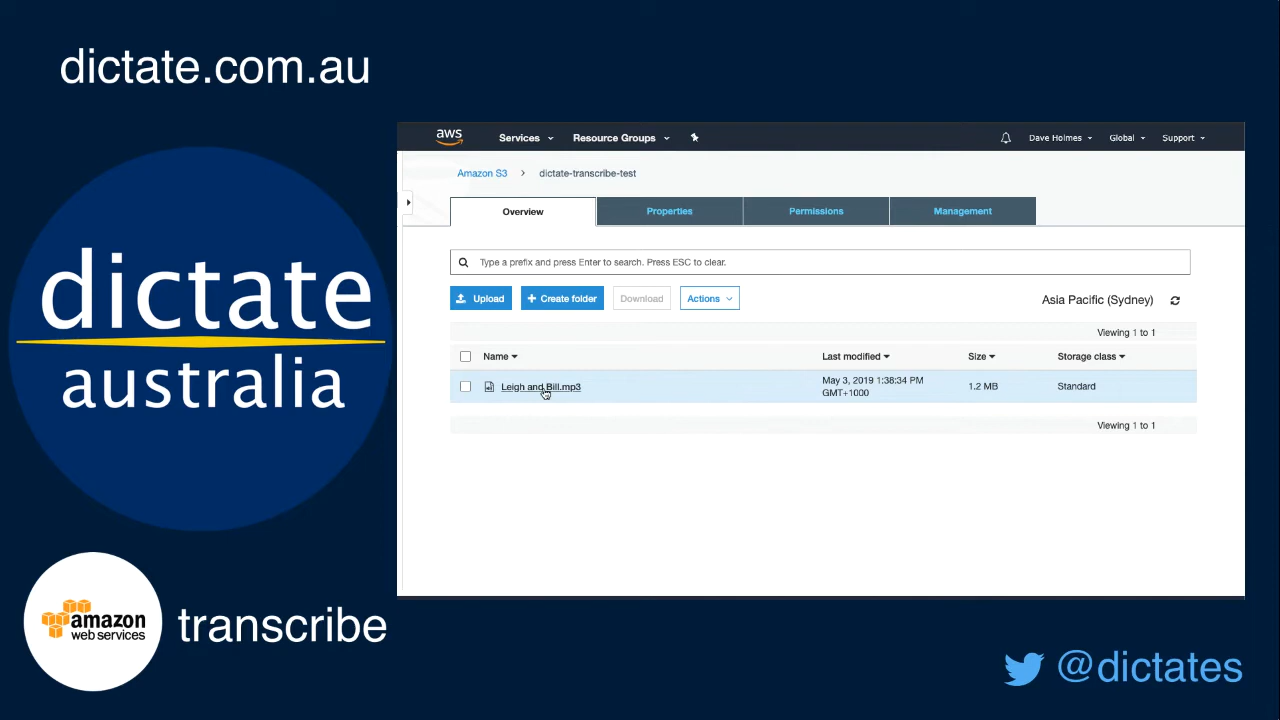 dictate.com.au
dictate
australia
amazon
web services
transcribe
aws
Services
Resource Groups
Dave Holmes
Global
Support
Amazon S3
dictate-transcribe-test
Overview
Properties
Permissions
Management
Type a prefix and press Enter to search. Press ESC to clear.
Upload
+ Create folder
Download
Actions
Asia Pacific (Sydney)
Viewing 1 to 1
Name
Last modified
Size
Storage class
Leigh and Bill.mp3
May 3, 2019 1:38:34 PM
GMT+1000
1.2 MB
Standard
Viewing 1 to 1
@dictates